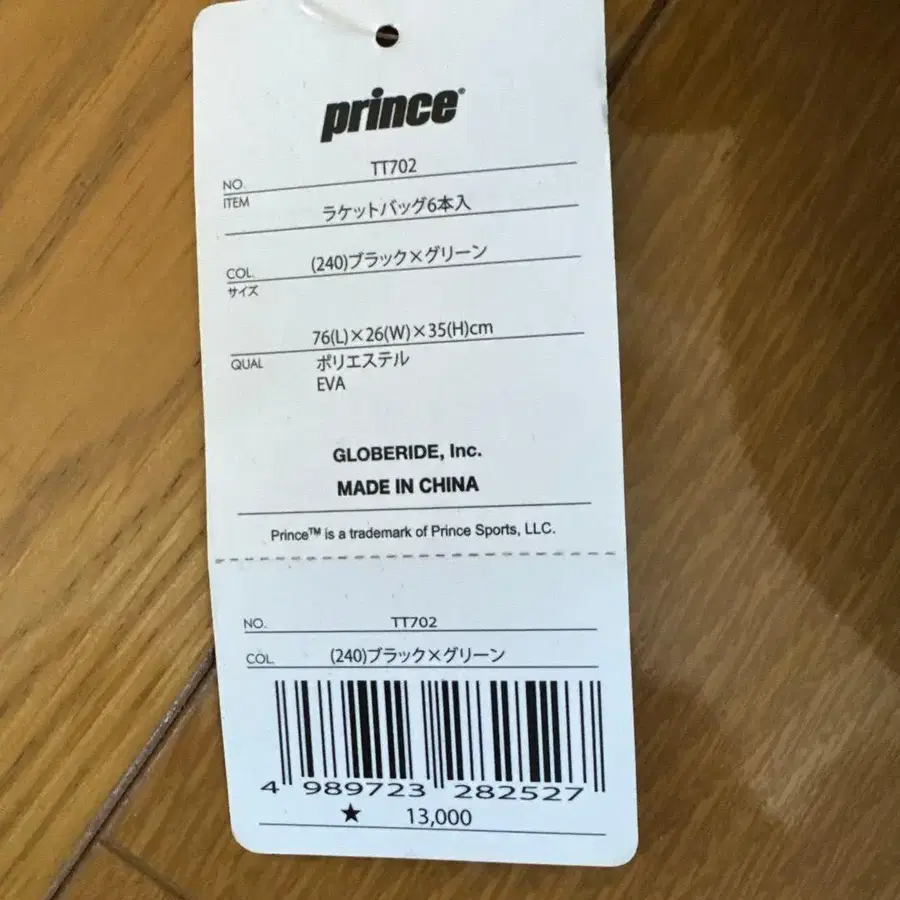 prince®
NO. TT702
ITEM ラケットバッグ6本入
COL. (240)ブラック×グリーン
サイズ
76(L)×26(W)×35(H)cm
QUAL ポリエステル
EVA
GLOBERIDE, Inc.
MADE IN CHINA
Prince™ is a trademark of Prince Sports, LLC.
NO. TT702
COL. (240)ブラック×グリーン
4 989723 282527
★ 13,000